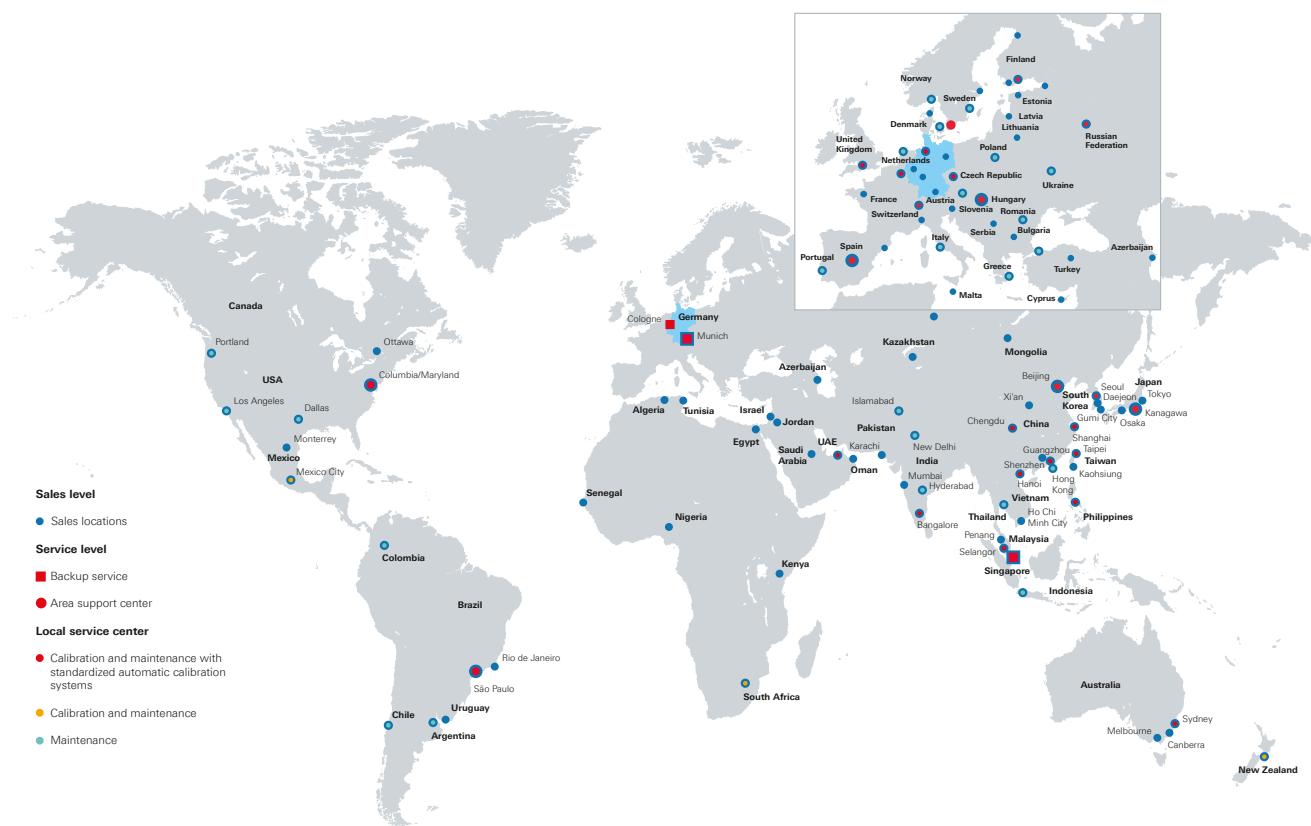 Finland
Norway
Sweden
Estonia
Latvia
Denmark
Lithuania
United
Kingdom
Russian
Federation
Poland
Netherlands
Czech Republic
Ukraine
France
Austria
Hungary
Switzerland
Slovenia
Romania
Serbia
Bulgaria
Italy
Spain
Portugal
Azerbaijan
Greece
Turkey
Malta
Cyprus
Canada
Portland
Ottawa
USA
Columbia/Maryland
Los Angeles
Dallas
Monterrey
Mexico
Mexico City
Cologne
Germany
Munich
Kazakhstan
Mongolia
Azerbaijan
Beijing
Japan
Seoul
South
Korea
Daejeon
Tokyo
Xi'an
Gumi City
Osaka
Kanagawa
Algeria
Tunisia
Israel
Jordan
Islamabad
Chengdu
China
Egypt
Pakistan
Shanghai
Saudi
Arabia
UAE
Karachi
New Delhi
Guangzhou
Taipei
Oman
India
Shenzhen
Taiwan
Mumbai
Hanoi
Hong
Kong
Kaohsiung
Hyderabad
Senegal
Vietnam
Nigeria
Bangalore
Thailand
Ho Chi
Minh City
Philippines
Penang
Malaysia
Selangor
Singapore
Kenya
Indonesia
Colombia
Brazil
Rio de Janeiro
São Paulo
Uruguay
Chile
Argentina
South Africa
Australia
Sydney
Melbourne
Canberra
New Zealand
Sales level
Sales locations
Service level
Backup service
Area support center
Local service center
Calibration and maintenance with
standardized automatic calibration
systems
Calibration and maintenance
Maintenance